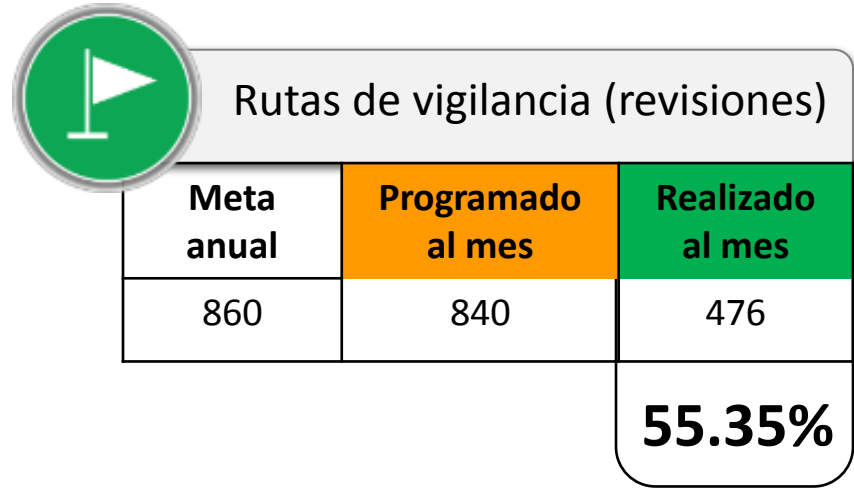 Rutas de vigilancia (revisiones)
Meta anual
Programado al mes
Realizado al mes
860
840
476
55.35%